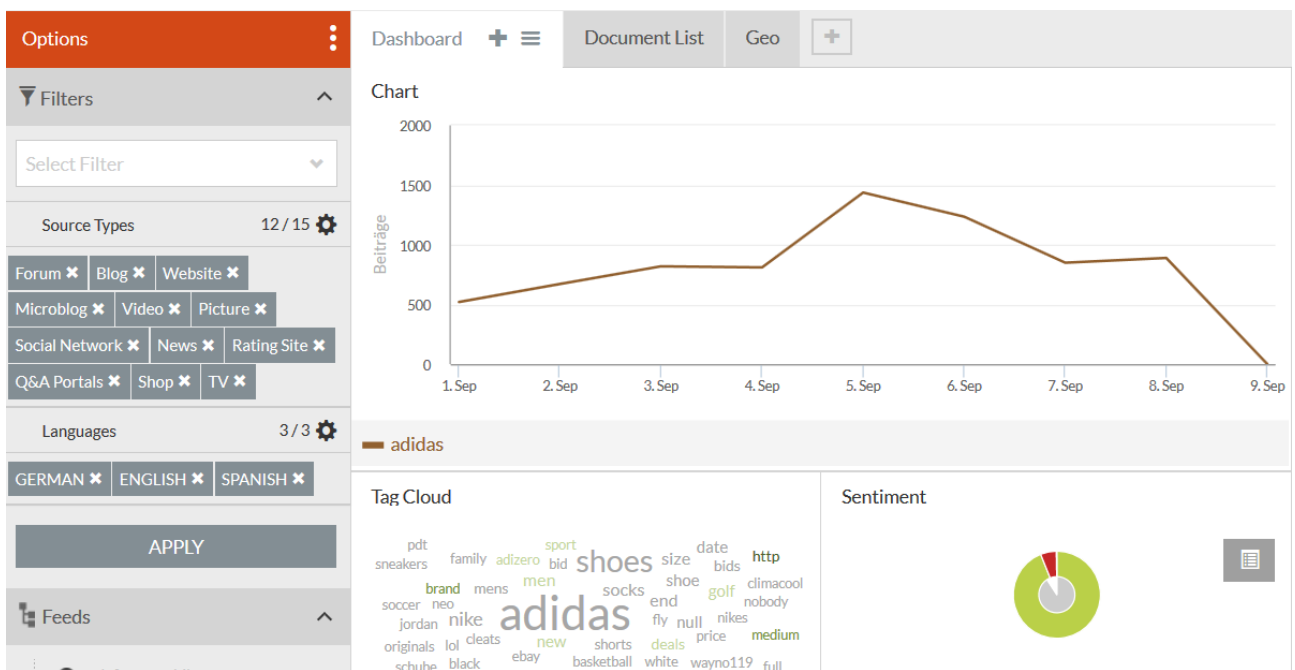 Options
Filters
Select Filter
Source Types 12 / 15
Forum ✖ Blog ✖ Website ✖
Microblog ✖ Video ✖ Picture ✖
Social Network ✖ News ✖ Rating Site ✖
Q&A Portals ✖ Shop ✖ TV ✖
Languages 3 / 3
GERMAN ✖ ENGLISH ✖ SPANISH ✖
APPLY
Feeds
Dashboard Document List Geo
Chart
2000
1500
1000
500
0
Beiträge
1. Sep 2. Sep 3. Sep 4. Sep 5. Sep 6. Sep 7. Sep 8. Sep 9. Sep
adidas
Tag Cloud
pdt sport date
sneakers family adizero bid shoes size bids http
brand mens men socks shoe golf climacool
soccer neo adidas end nobody
jordan nike fly null nikes
originals lol cleats new shorts deals price medium
schuhe black ebay basketball white wayno119 full
Sentiment